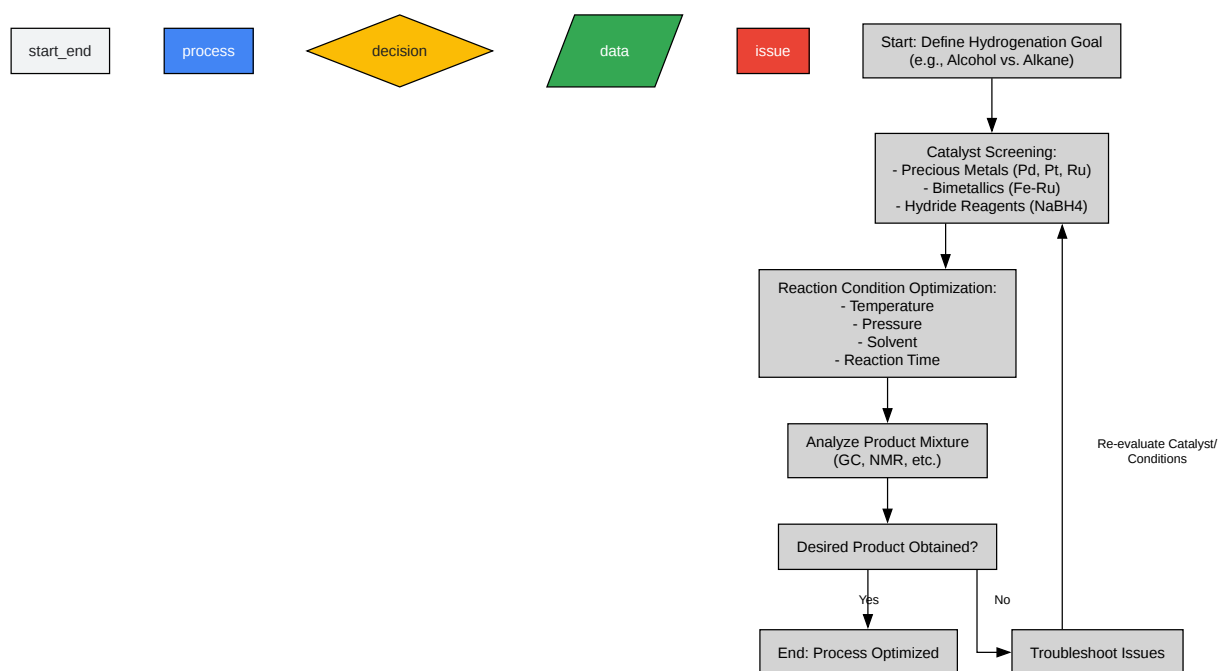 start_end
process
decision
data
issue
Start: Define Hydrogenation Goal
(e.g., Alcohol vs. Alkane)
Catalyst Screening:
- Precious Metals (Pd, Pt, Ru)
- Bimetallics (Fe-Ru)
- Hydride Reagents (NaBH4)
Reaction Condition Optimization:
- Temperature
- Pressure
- Solvent
- Reaction Time
Analyze Product Mixture
(GC, NMR, etc.)
Re-evaluate Catalyst/
Conditions
Desired Product Obtained?
Yes
No
End: Process Optimized
Troubleshoot Issues